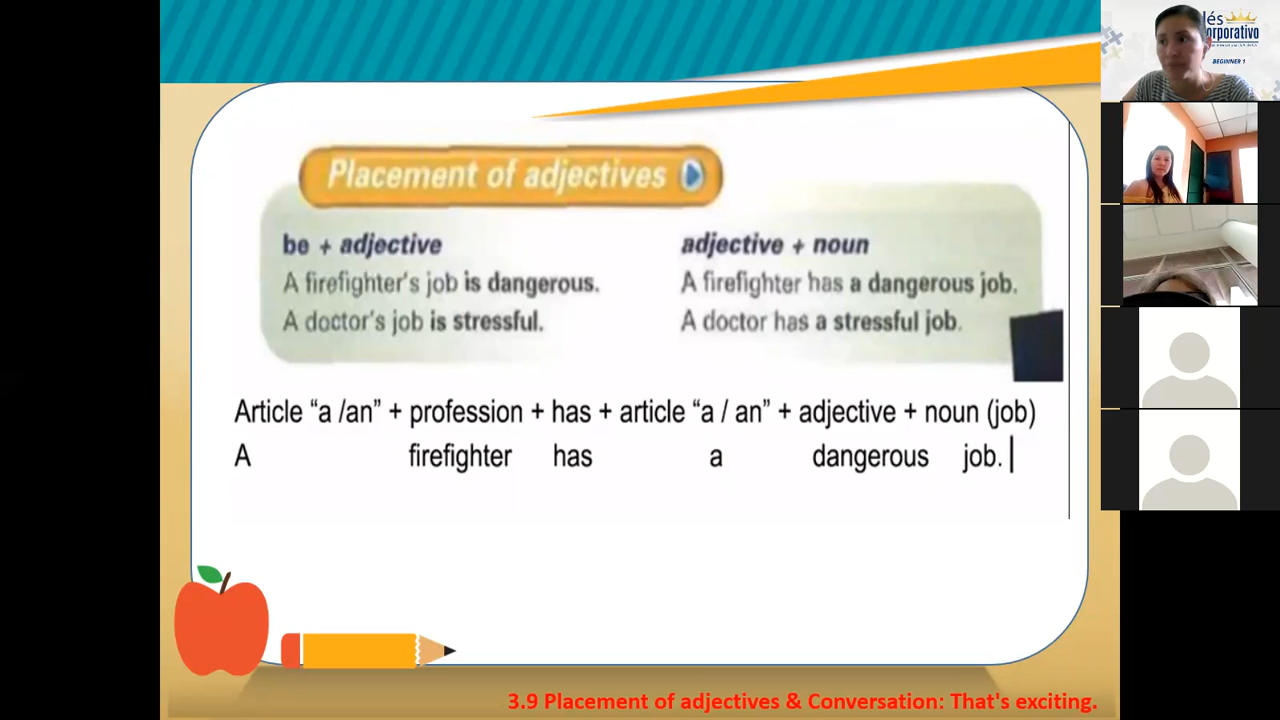 Placement of adjectives
be + adjective
A firefighter's job is dangerous.
A doctor's job is stressful.
adjective + noun
A firefighter has a dangerous job.
A doctor has a stressful job.
Article “a /an” + profession + has + article “a / an” + adjective + noun (job)
A firefighter has a dangerous job.
3.9 Placement of adjectives & Conversation: That's exciting.
lés
orporativo
BEGINNER 1